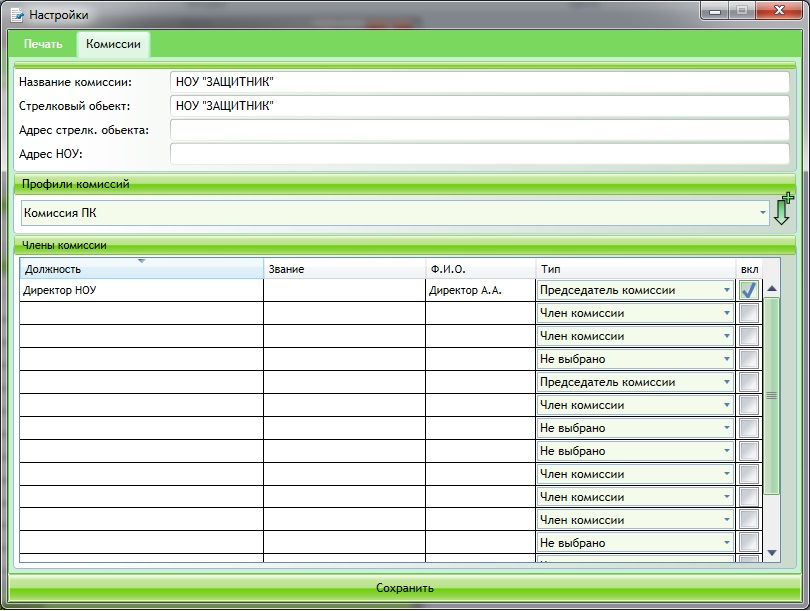 Настройки
Печать Комиссии
Название комиссии: НОУ "ЗАЩИТНИК"
Стрелковый обьект: НОУ "ЗАЩИТНИК"
Адрес стрелк. обьекта:
Адрес НОУ:
Профили комиссий
Комиссия ПК
Члены комиссии
Должность Звание Ф.И.О. Тип вкл
Директор НОУ Директор А.А. Председатель комиссии
Член комиссии
Член комиссии
Не выбрано
Председатель комиссии
Член комиссии
Не выбрано
Не выбрано
Член комиссии
Член комиссии
Член комиссии
Не выбрано
Сохранить